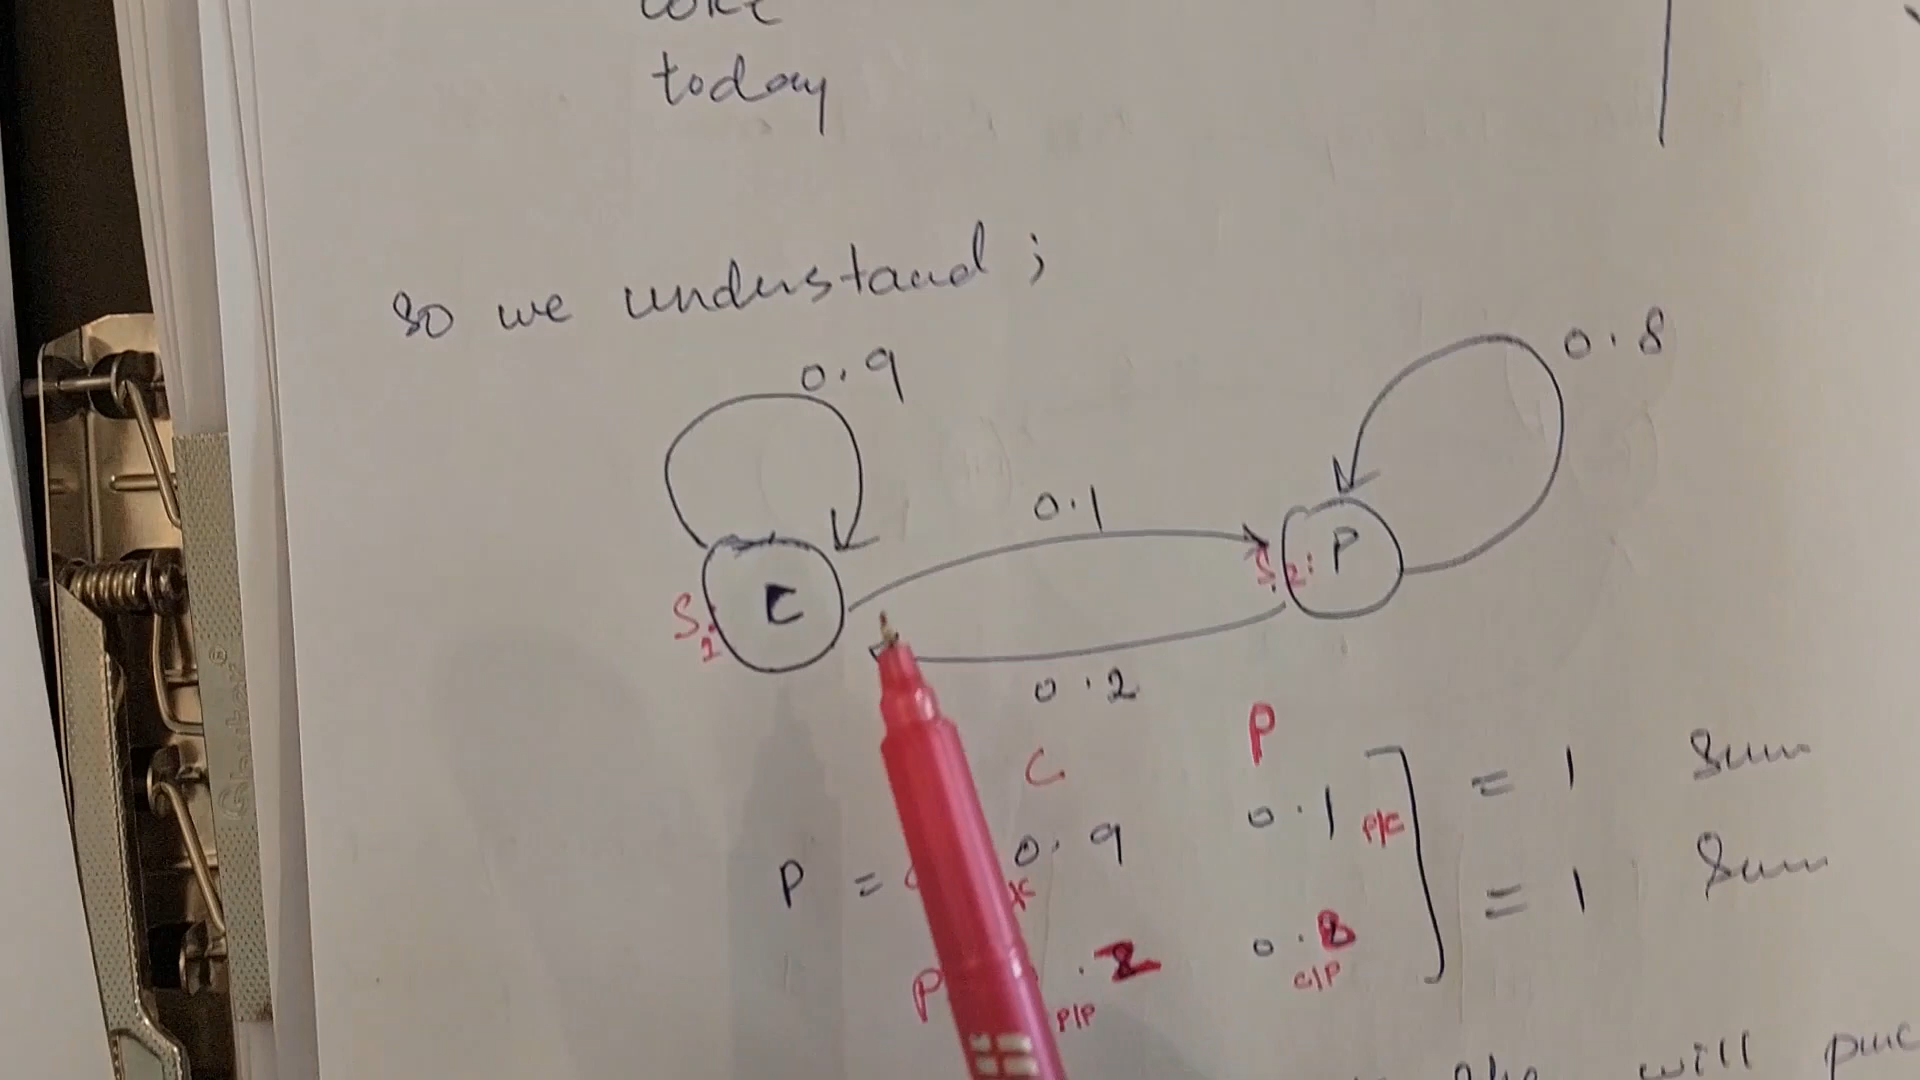 today
So we understand ;
0.9
0.8
0.1
S1: C
S2: P
0.2
C P
P = 0.9 0.1 P/C = 1 Sum
P .2 P/P 0.8 C/P = 1 Sum
will